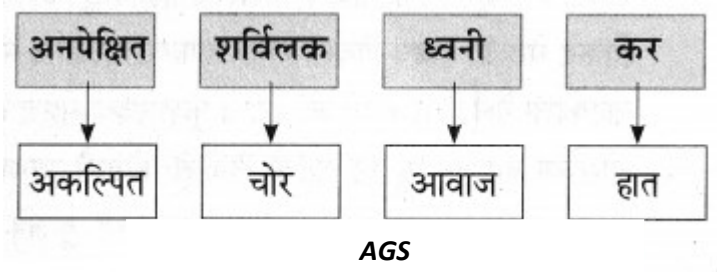 अनपेक्षित शर्विलक ध्वनी कर
अकल्पित चोर आवाज हात
AGS